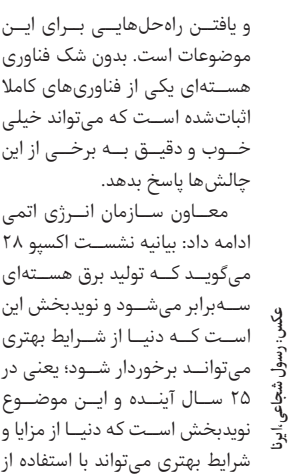 و یافتن راه‌حل‌هایی برای این
موضوعات است. بدون شک فناوری
هسته‌ای یکی از فناوری‌های کاملا
اثبات‌شده است که می‌تواند خیلی
خوب و دقیق به برخی از این
چالش‌ها پاسخ بدهد.
معاون سازمان انرژی اتمی
ادامه داد: بیانیه نشست اکسپو ۲۸
می‌گوید که تولید برق هسته‌ای
سه‌برابر می‌شود و نویدبخش این
است که دنیا از شرایط بهتری
می‌تواند برخوردار شود؛ یعنی در
۲۵ سال آینده و این موضوع
نویدبخش است که دنیا از مزایا و
شرایط بهتری می‌تواند با استفاده از
عکس: رسول شجاعی، ایرنا